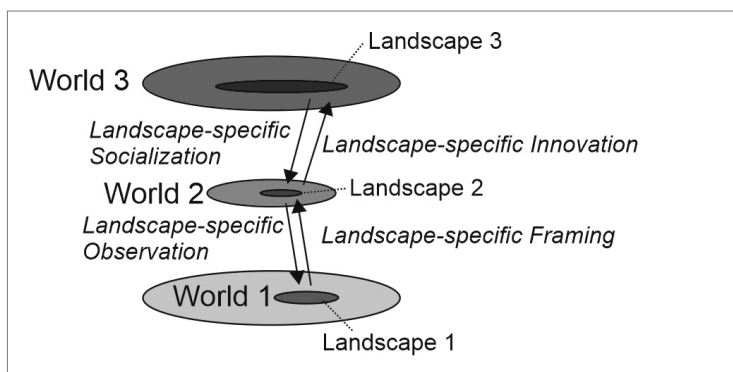 Landscape 3
World 3
Landscape-specific
Socialization
Landscape-specific Innovation
World 2
Landscape 2
Landscape-specific
Observation
Landscape-specific Framing
World 1
Landscape 1